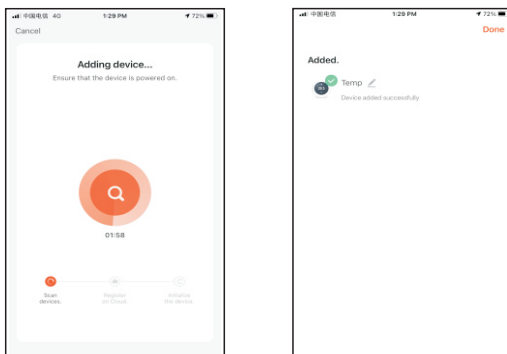 中国电信 4G 1:29 PM 72%
Cancel
Adding device...
Ensure that the device is powered on.
01:58
Scan devices.
Register on Cloud.
Initialize the device.
中国电信 1:29 PM 72%
Done
Added.
Temp
Device added successfully